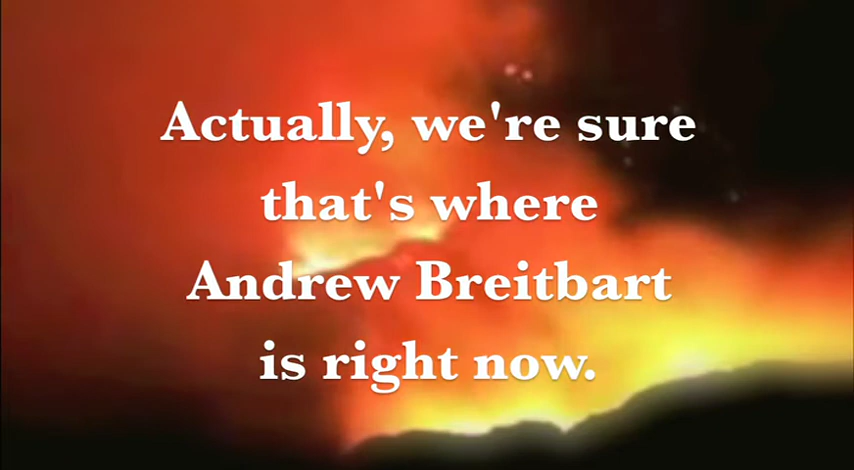 Actually, we're sure
that's where
Andrew Breitbart
is right now.